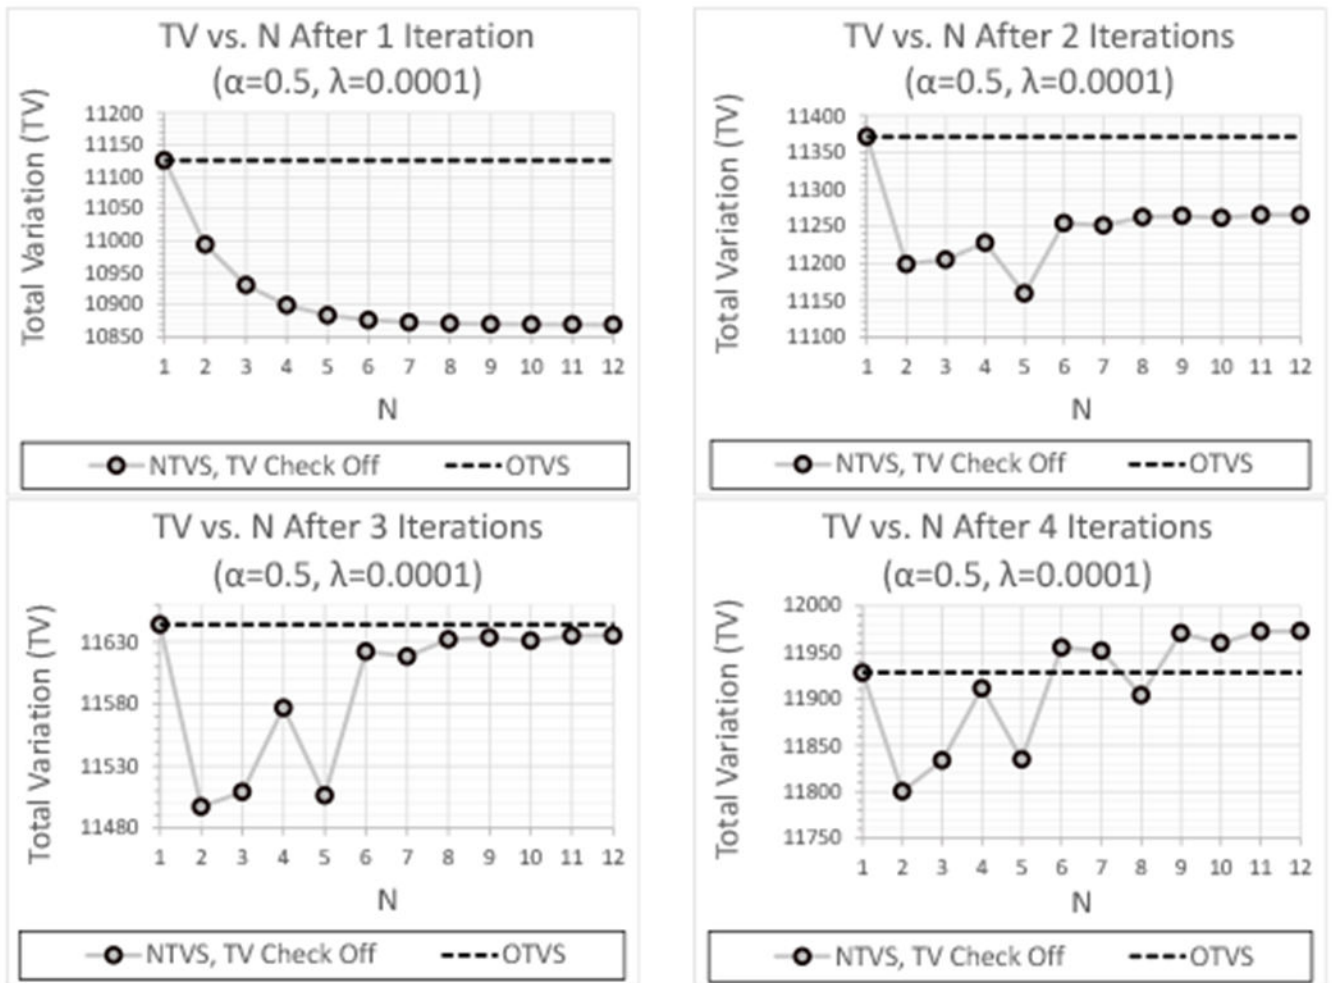 TV vs. N After 1 Iteration
(α=0.5, λ=0.0001)
Total Variation (TV)
11200
11150
11100
11050
11000
10950
10900
10850
1 2 3 4 5 6 7 8 9 10 11 12
N
NTVS, TV Check Off OTVS
TV vs. N After 2 Iterations
(α=0.5, λ=0.0001)
Total Variation (TV)
11400
11350
11300
11250
11200
11150
11100
1 2 3 4 5 6 7 8 9 10 11 12
N
NTVS, TV Check Off OTVS
TV vs. N After 3 Iterations
(α=0.5, λ=0.0001)
Total Variation (TV)
11630
11580
11530
11480
1 2 3 4 5 6 7 8 9 10 11 12
N
NTVS, TV Check Off OTVS
TV vs. N After 4 Iterations
(α=0.5, λ=0.0001)
Total Variation (TV)
12000
11950
11900
11850
11800
11750
1 2 3 4 5 6 7 8 9 10 11 12
N
NTVS, TV Check Off OTVS